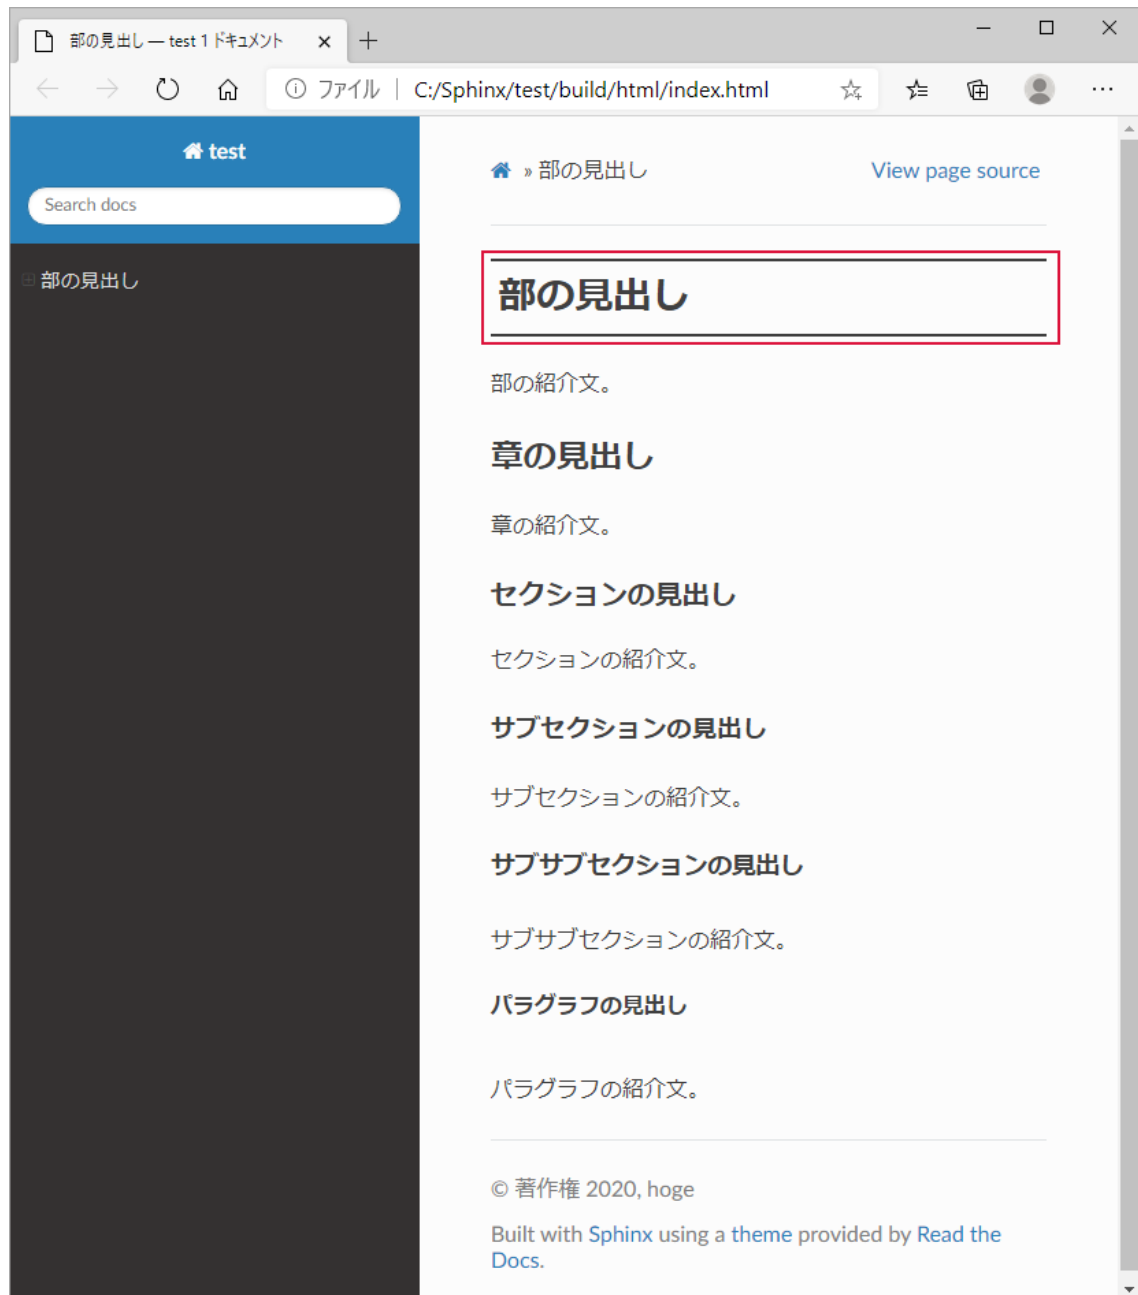 部の見出し — test 1 ドキュメント
ファイル | C:/Sphinx/test/build/html/index.html
test
Search docs
部の見出し
» 部の見出し
View page source
部の見出し
部の紹介文。
章の見出し
章の紹介文。
セクションの見出し
セクションの紹介文。
サブセクションの見出し
サブセクションの紹介文。
サブサブセクションの見出し
サブサブセクションの紹介文。
パラグラフの見出し
パラグラフの紹介文。
© 著作権 2020, hoge
Built with Sphinx using a theme provided by Read the
Docs.